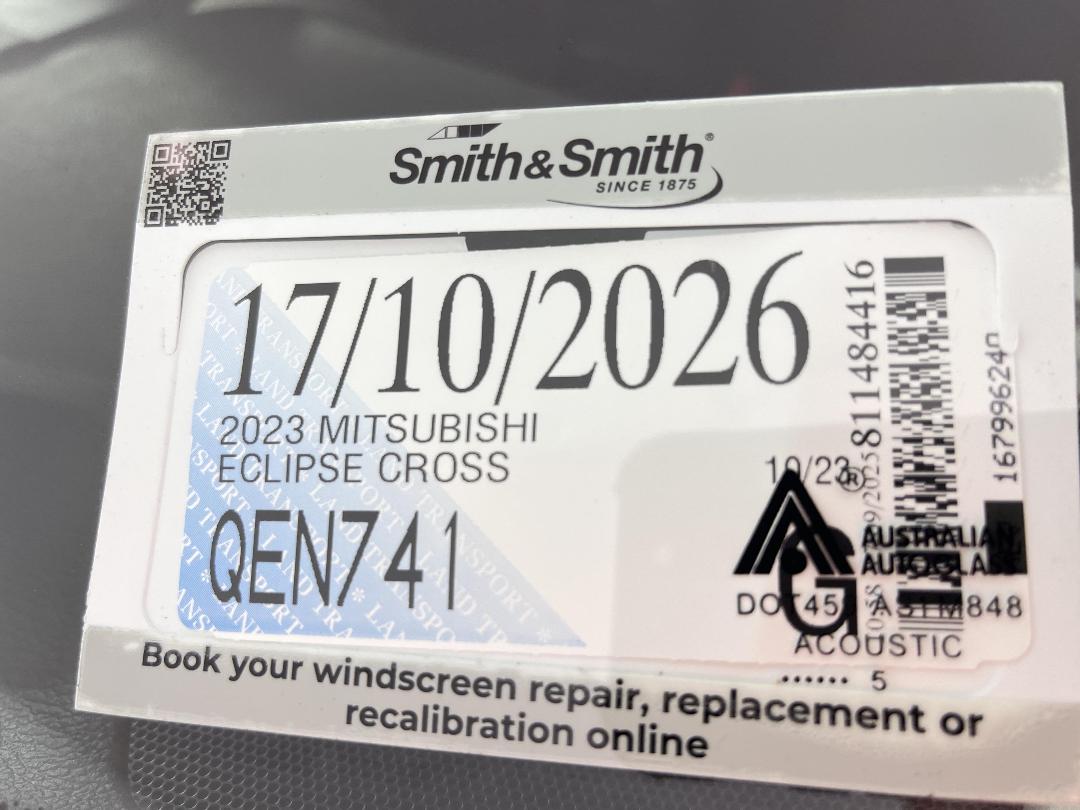 Smith&Smith®
SINCE 1875
17/10/2026
2023 MITSUBISHI
ECLIPSE CROSS
QEN741
10/23
5811484416
167996240
®
AUSTRALIAN
AUTOGLASS
DOT45 ASTM848
ACOUSTIC
...... 5
Book your windscreen repair, replacement or
recalibration online